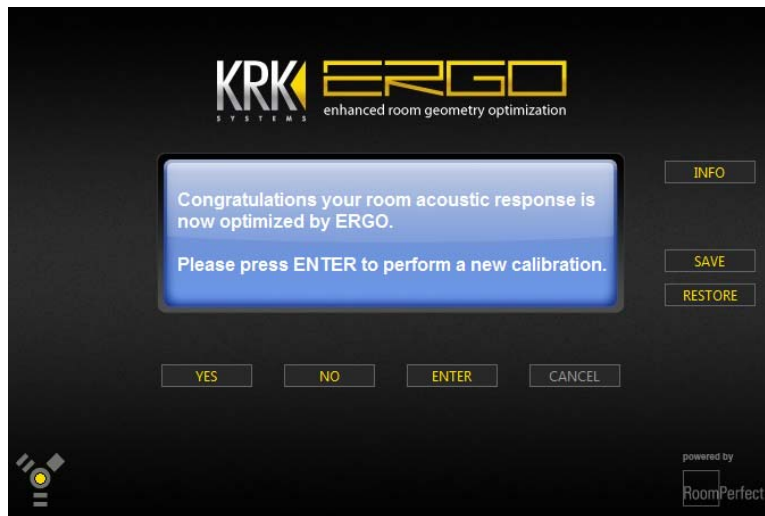 KRK ERGO
SYSTEMS
enhanced room geometry optimization
Congratulations your room acoustic response is
now optimized by ERGO.
Please press ENTER to perform a new calibration.
INFO
SAVE
RESTORE
YES NO ENTER CANCEL
powered by
RoomPerfect